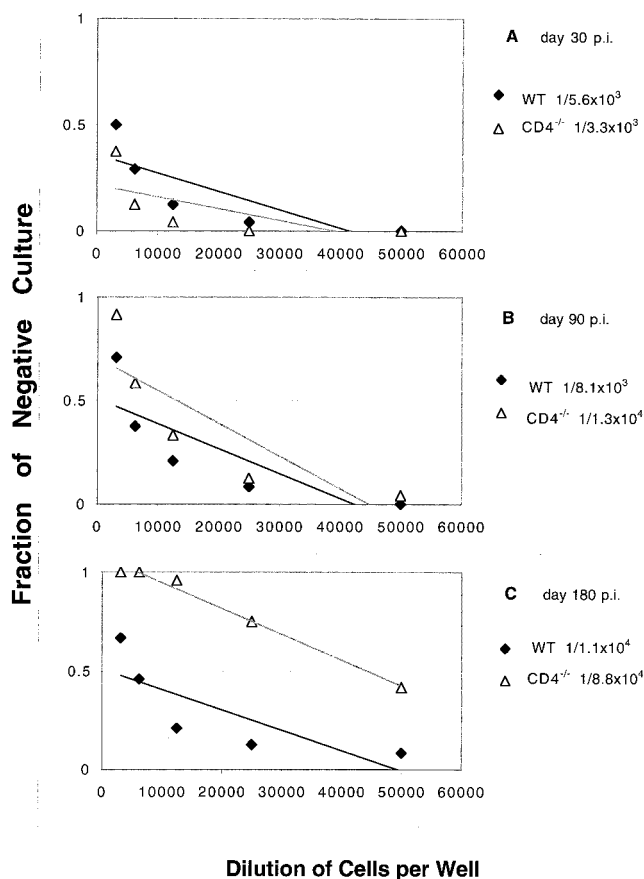 Fraction of Negative Culture
1
0.5
0
0 10000 20000 30000 40000 50000 60000
A day 30 p.i.
WT 1/5.6x10³
CD4⁻/⁻ 1/3.3x10³
1
0.5
0
0 10000 20000 30000 40000 50000 60000
B day 90 p.i.
WT 1/8.1x10³
CD4⁻/⁻ 1/1.3x10⁴
1
0.5
0
0 10000 20000 30000 40000 50000 60000
C day 180 p.i.
WT 1/1.1x10⁴
CD4⁻/⁻ 1/8.8x10⁴
Dilution of Cells per Well